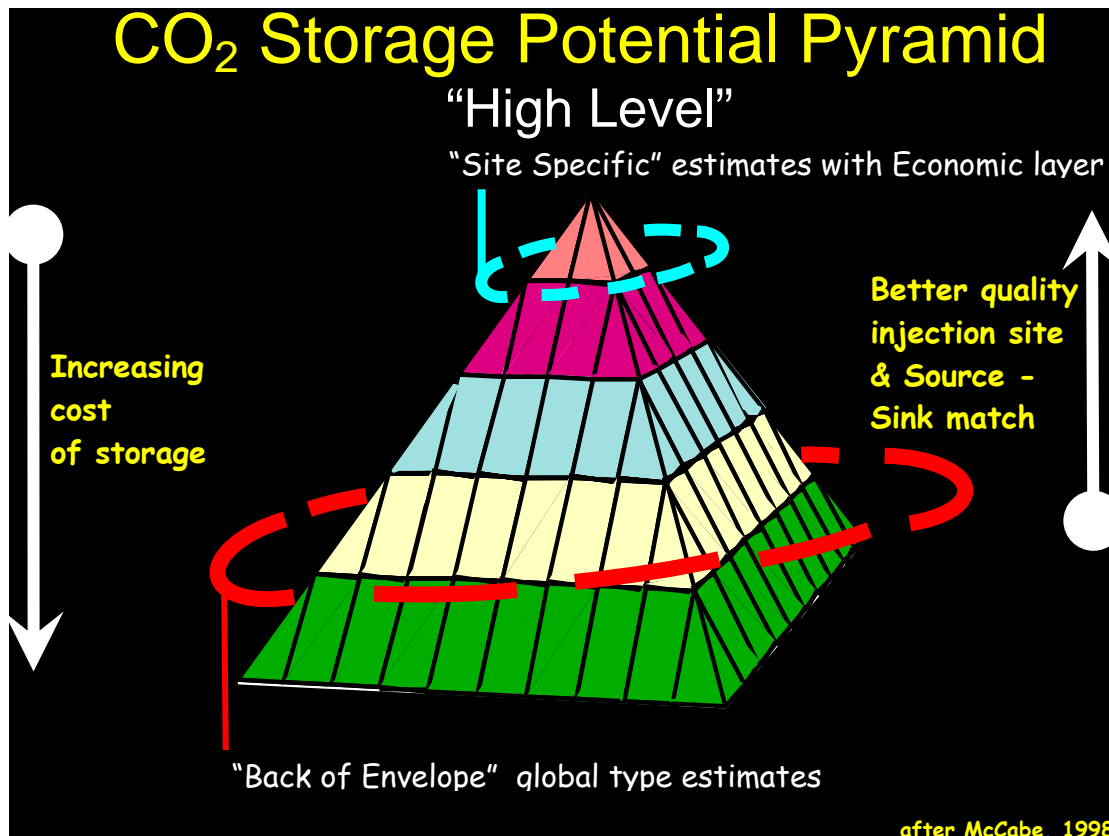 CO₂ Storage Potential Pyramid
“High Level”
“Site Specific” estimates with Economic layer
Increasing
cost
of storage
Better quality
injection site
& Source -
Sink match
“Back of Envelope” global type estimates
after McCabe 1998